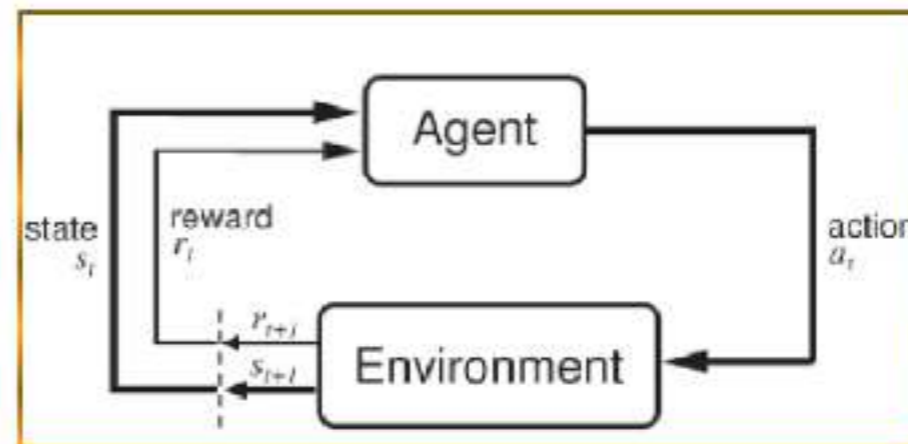 Agent
state
s_t
reward
r_t
action
a_t
r_{t+1}
s_{t+1}
Environment